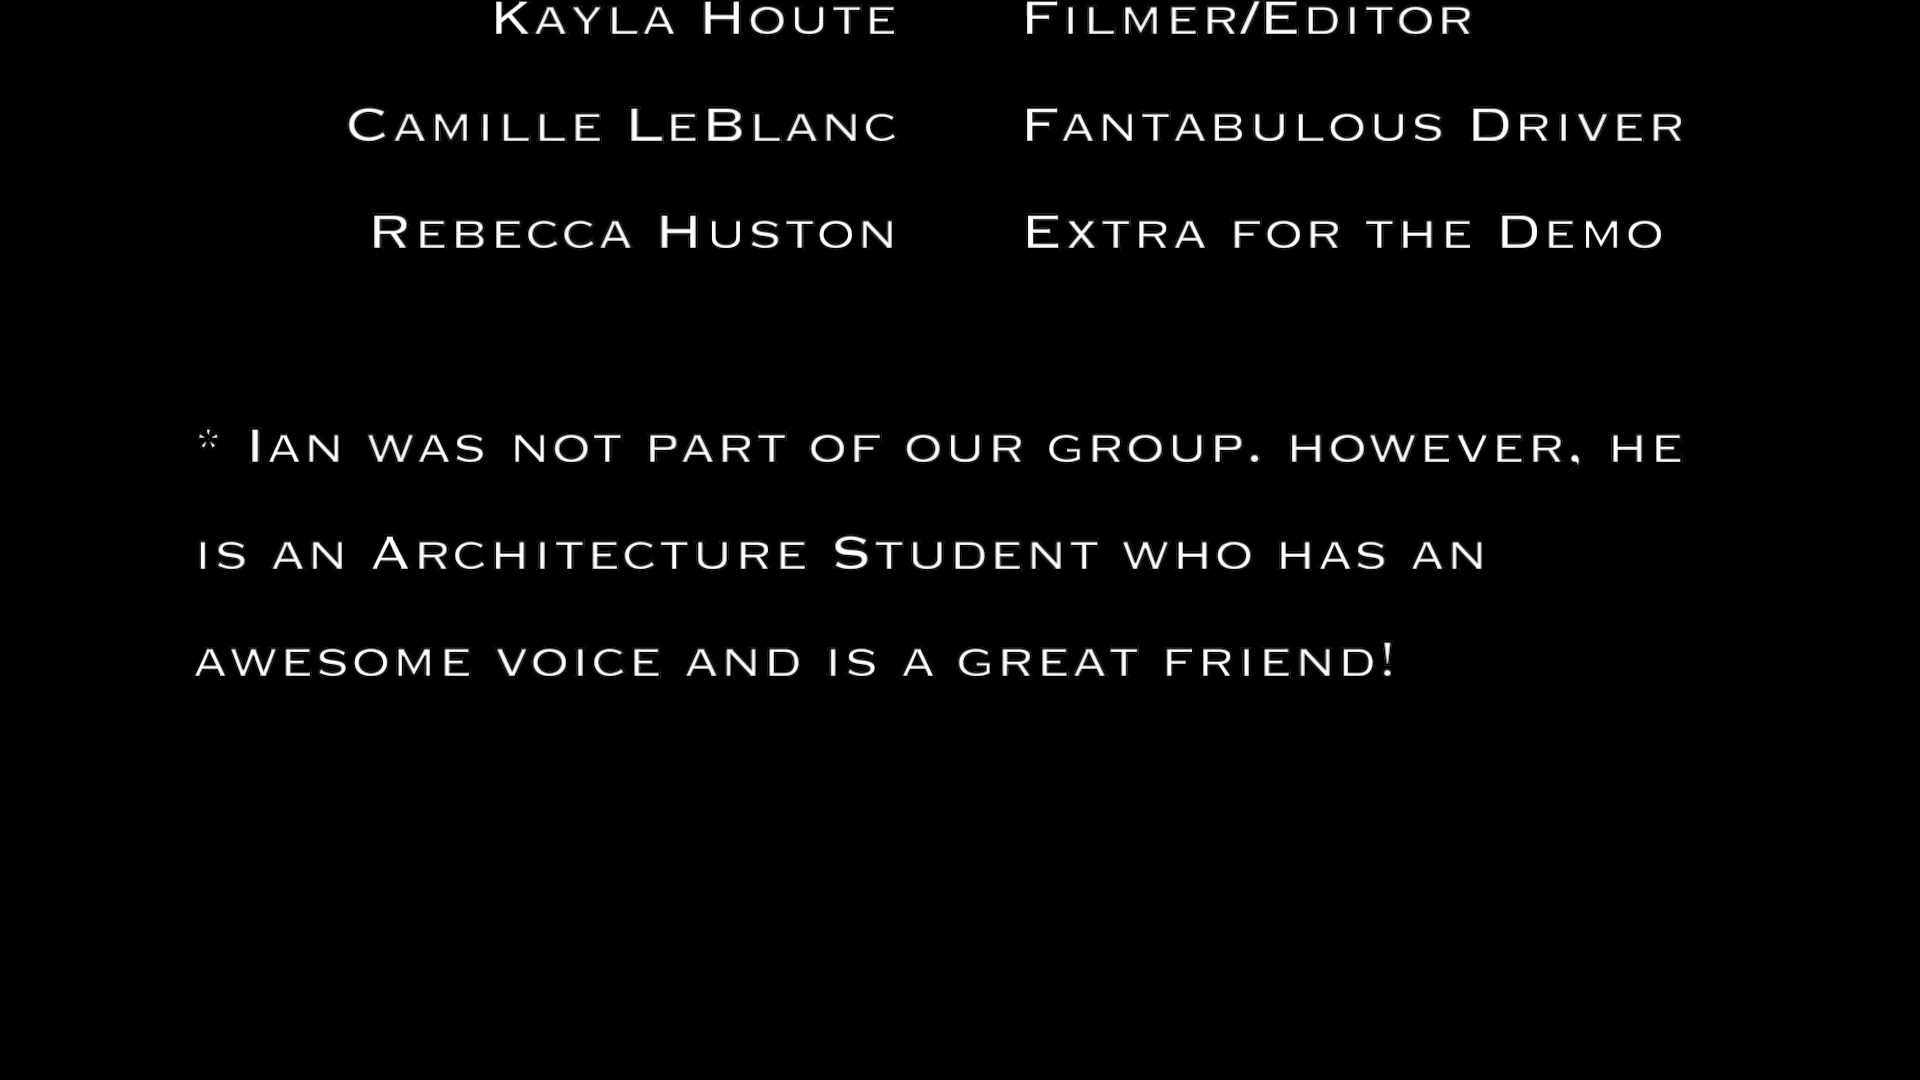 Kayla Houte Filmer/Editor
Camille LeBlanc Fantabulous Driver
Rebecca Huston Extra for the Demo
* Ian was not part of our group. however, he
is an Architecture Student who has an
awesome voice and is a great friend!